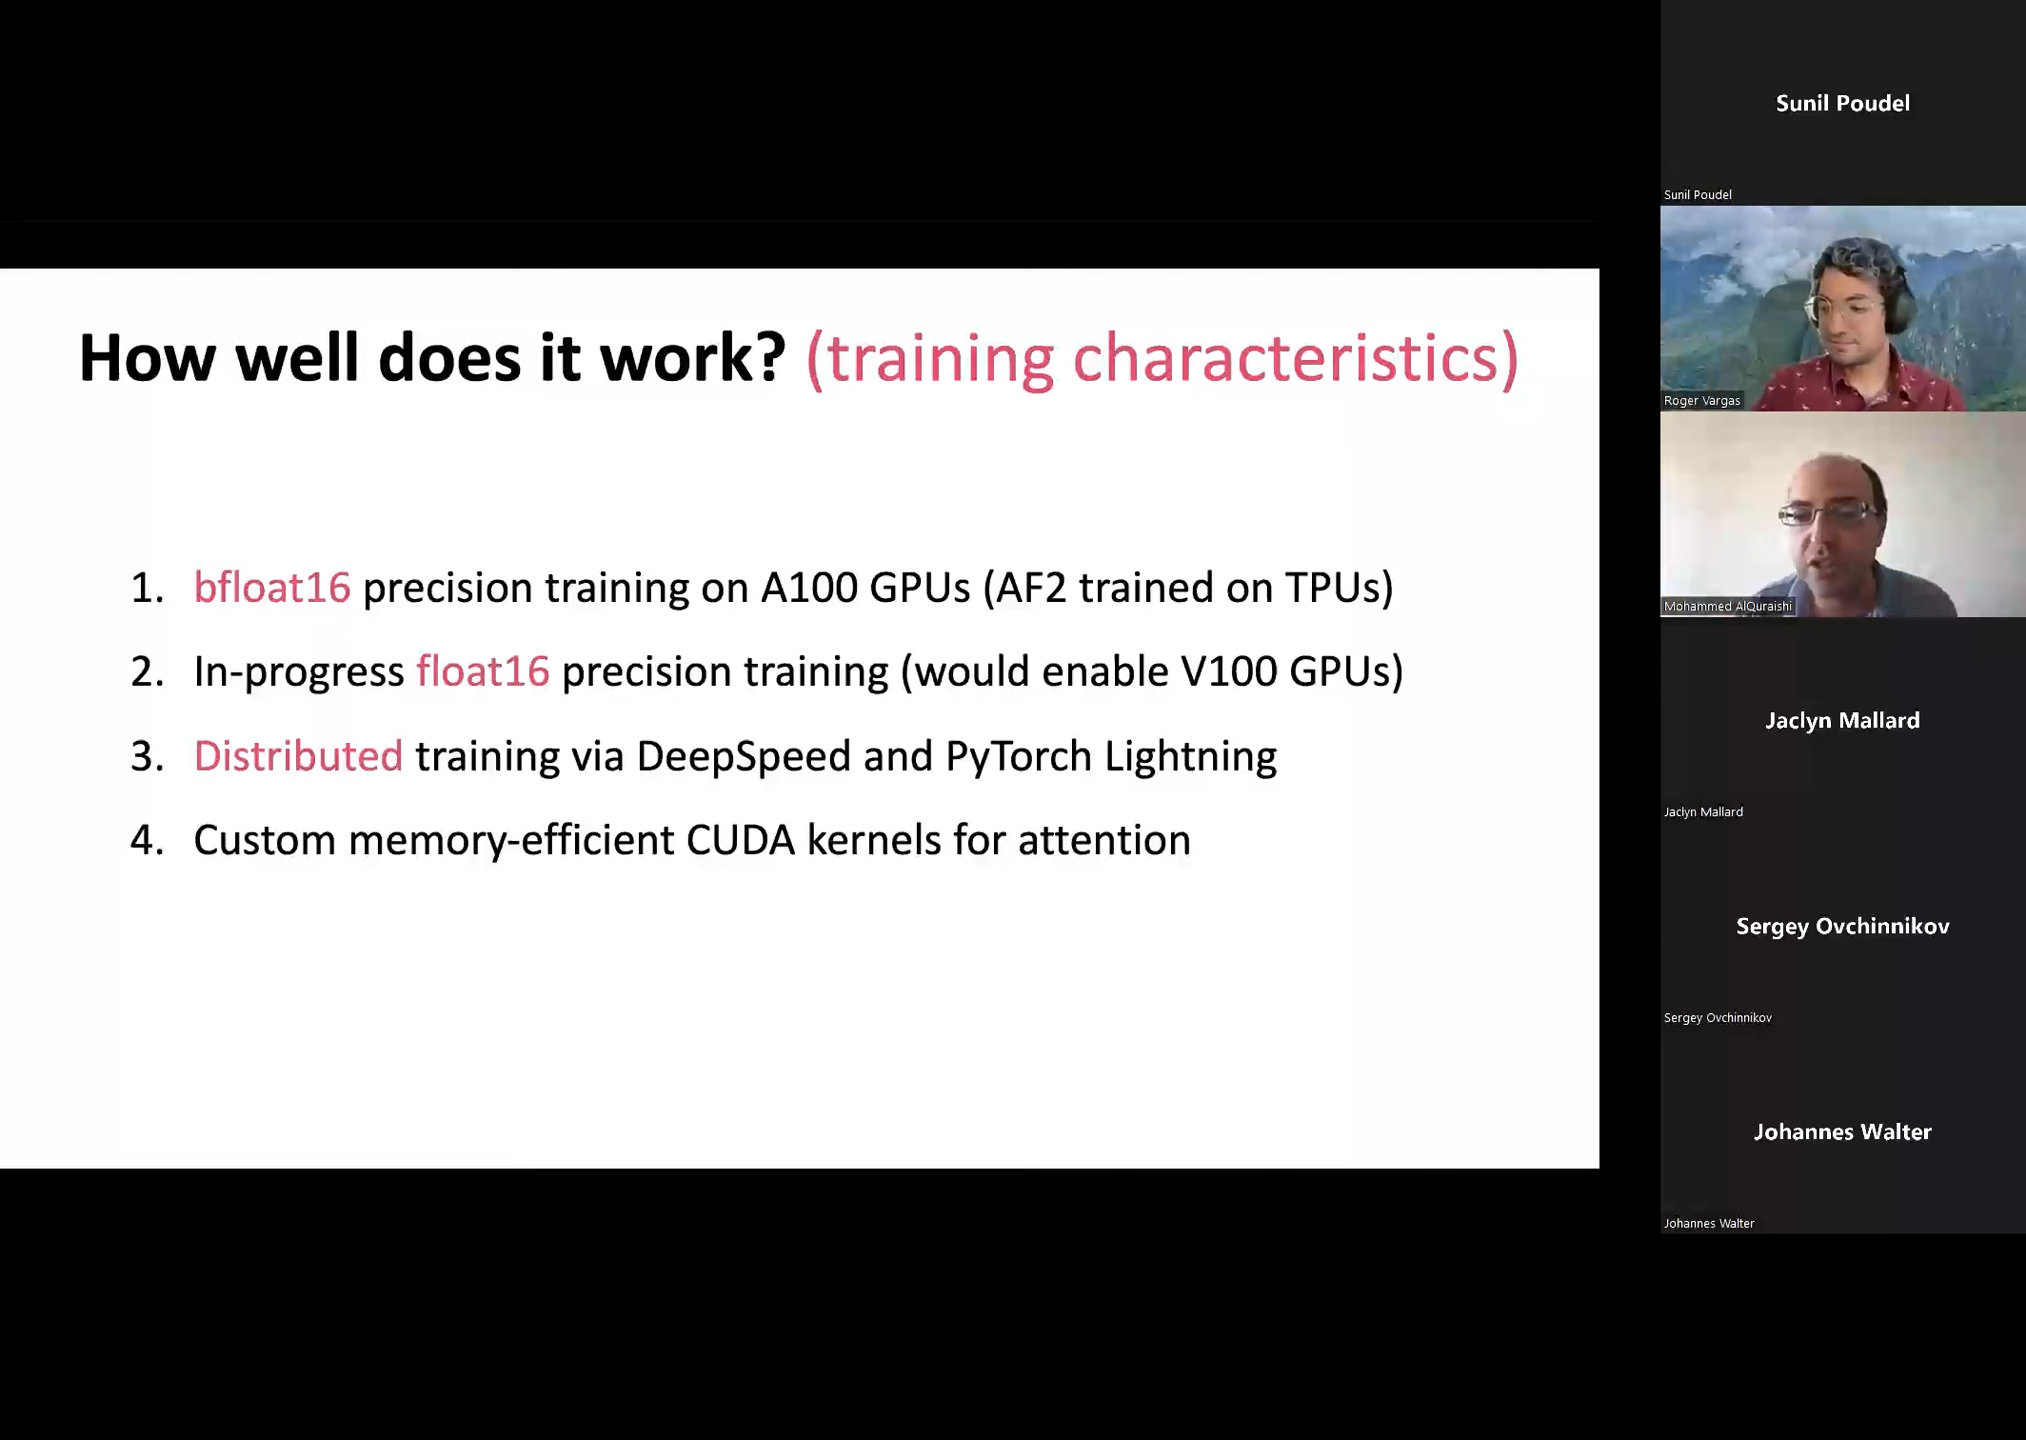 How well does it work? (training characteristics)
1. bfloat16 precision training on A100 GPUs (AF2 trained on TPUs)
2. In-progress float16 precision training (would enable V100 GPUs)
3. Distributed training via DeepSpeed and PyTorch Lightning
4. Custom memory-efficient CUDA kernels for attention
Sunil Poudel
Sunil Poudel
Roger Vargas
Mohammed AlQuraishi
Jaclyn Mallard
Jaclyn Mallard
Sergey Ovchinnikov
Sergey Ovchinnikov
Johannes Walter
Johannes Walter